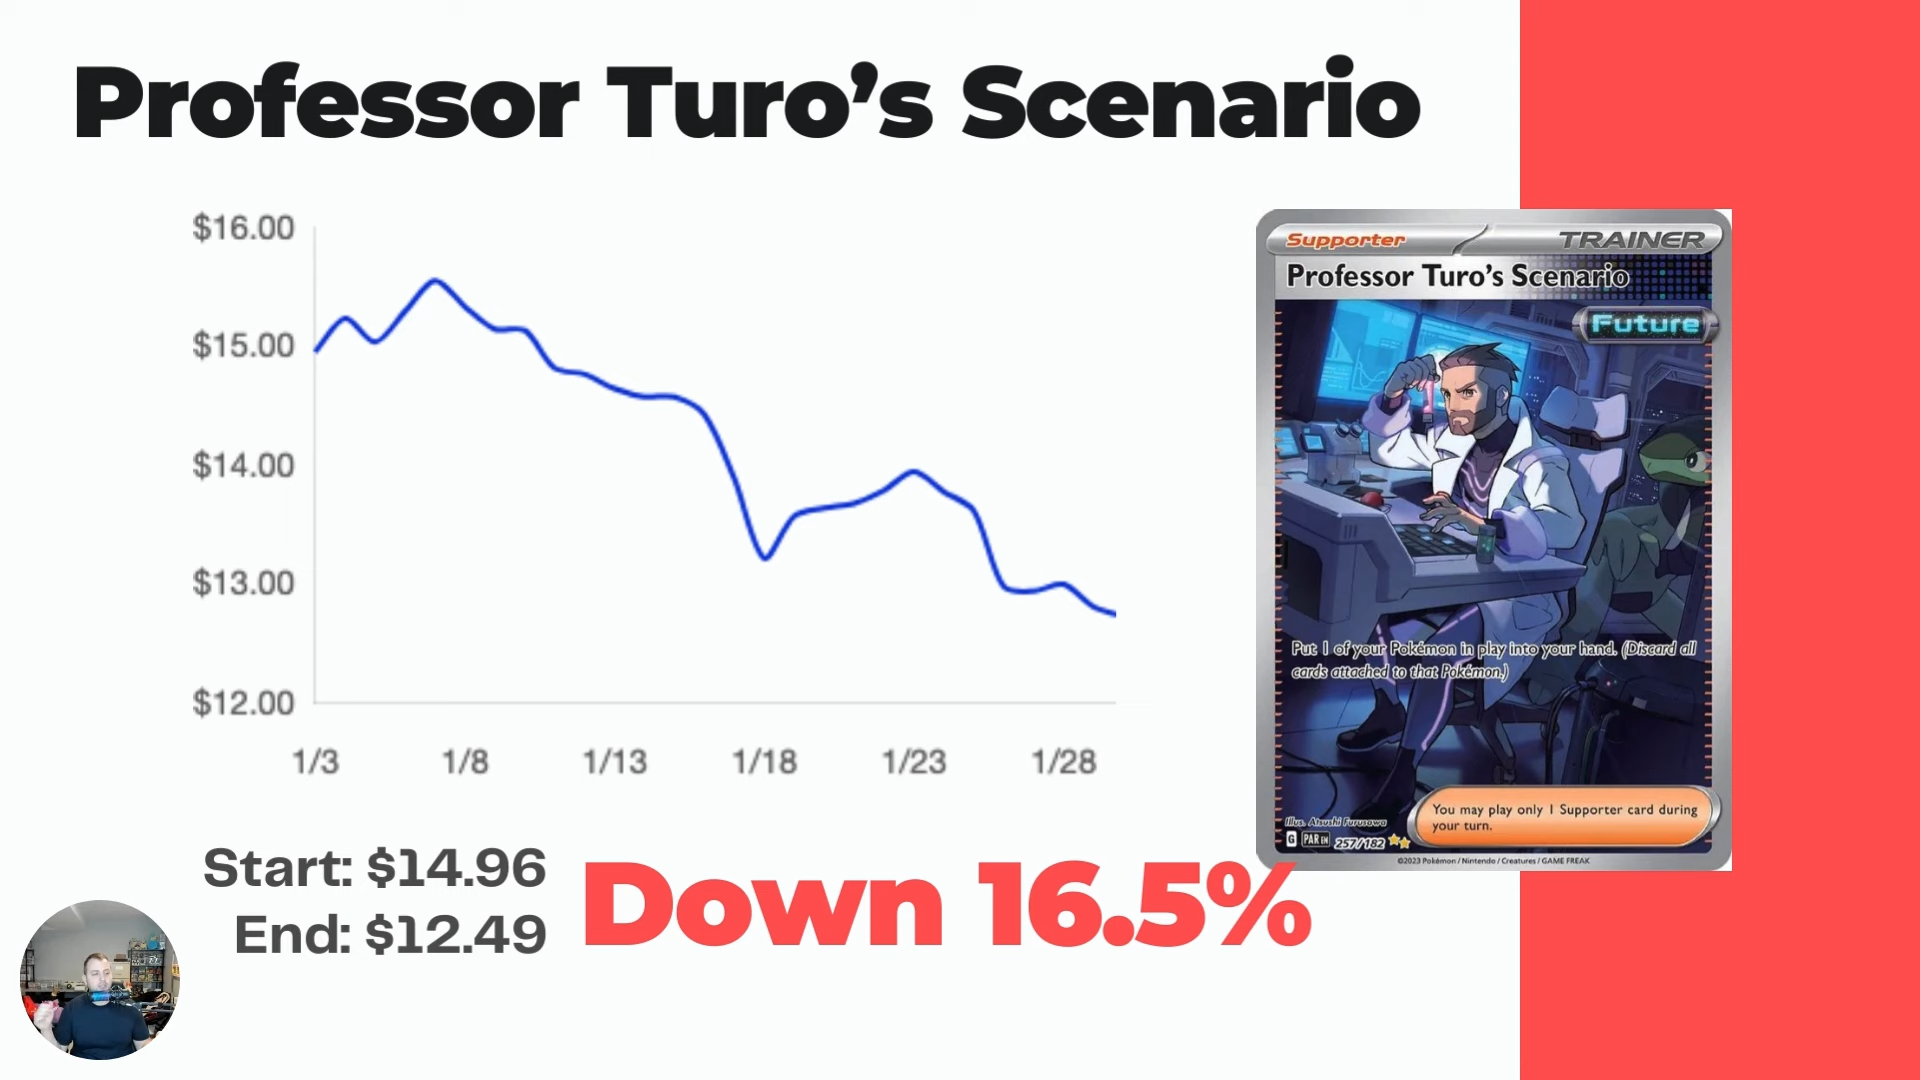 Professor Turo’s Scenario
$16.00
$15.00
$14.00
$13.00
$12.00
1/3 1/8 1/13 1/18 1/23 1/28
Start: $14.96
End: $12.49
Down 16.5%
Supporter TRAINER
Professor Turo’s Scenario
Future
Put 1 of your Pokémon in play into your hand. (Discard all
cards attached to that Pokémon.)
You may play only 1 Supporter card during
your turn.
Illus. Atsushi Furusawa
G PAR EN 257/182
©2023 Pokémon / Nintendo / Creatures / GAME FREAK